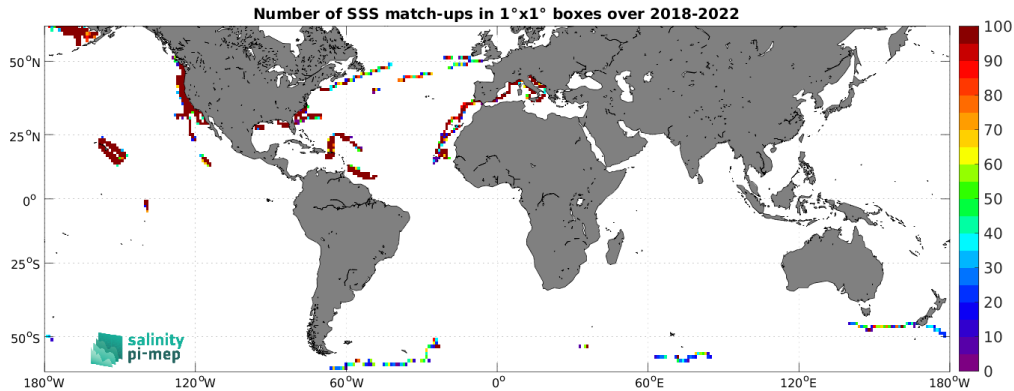 Number of SSS match-ups in 1°x1° boxes over 2018-2022
50°N
25°N
0°
25°S
50°S
180°W 120°W 60°W 0° 60°E 120°E 180°W
100
90
80
70
60
50
40
30
20
10
0
salinity
pi-mep